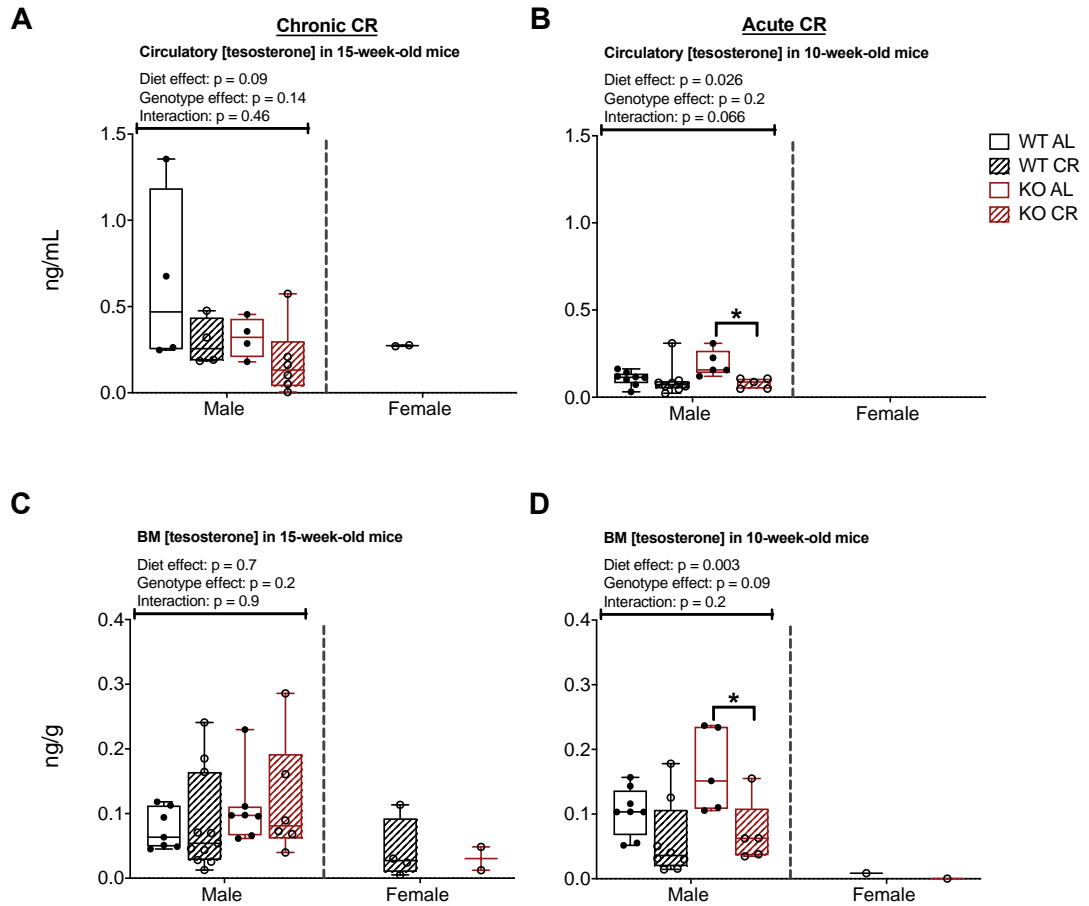 A
Chronic CR
Circulatory [tesosterone] in 15-week-old mice
Diet effect: p = 0.09
Genotype effect: p = 0.14
Interaction: p = 0.46
1.5
1.0
0.5
0.0
ng/mL
Male
Female
B
Acute CR
Circulatory [tesosterone] in 10-week-old mice
Diet effect: p = 0.026
Genotype effect: p = 0.2
Interaction: p = 0.066
1.5
1.0
0.5
0.0
*
Male
Female
WT AL
WT CR
KO AL
KO CR
C
BM [tesosterone] in 15-week-old mice
Diet effect: p = 0.7
Genotype effect: p = 0.2
Interaction: p = 0.9
0.4
0.3
0.2
0.1
0.0
ng/g
Male
Female
D
BM [tesosterone] in 10-week-old mice
Diet effect: p = 0.003
Genotype effect: p = 0.09
Interaction: p = 0.2
0.4
0.3
0.2
0.1
0.0
*
Male
Female